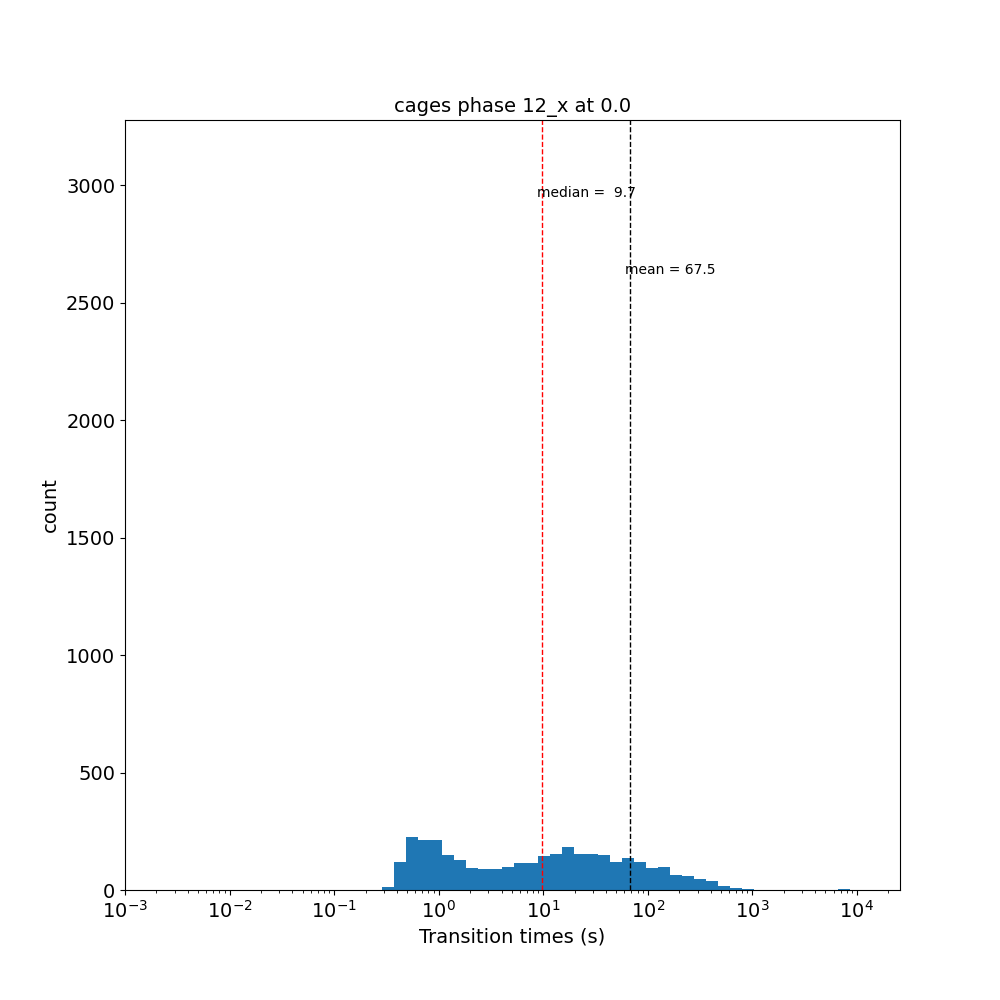 cages phase 12_x at 0.0
3000
median =  9.7
mean = 67.5
2500
2000
count
1500
1000
500
0
10⁻³ 10⁻² 10⁻¹ 10⁰ 10¹ 10² 10³ 10⁴
Transition times (s)